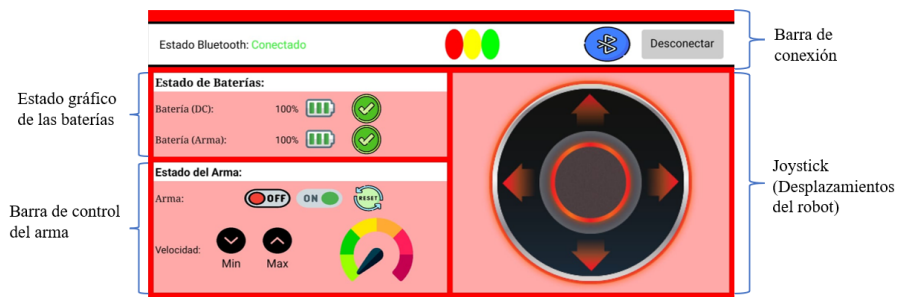 Estado Bluetooth: Conectado
Desconectar
Barra de
conexión
Estado gráfico
de las baterías
Estado de Baterías:
Batería (DC): 100%
Batería (Arma): 100%
Barra de control
del arma
Estado del Arma:
Arma: OFF ON RESET
Velocidad:
Min Max
Joystick
(Desplazamientos
del robot)